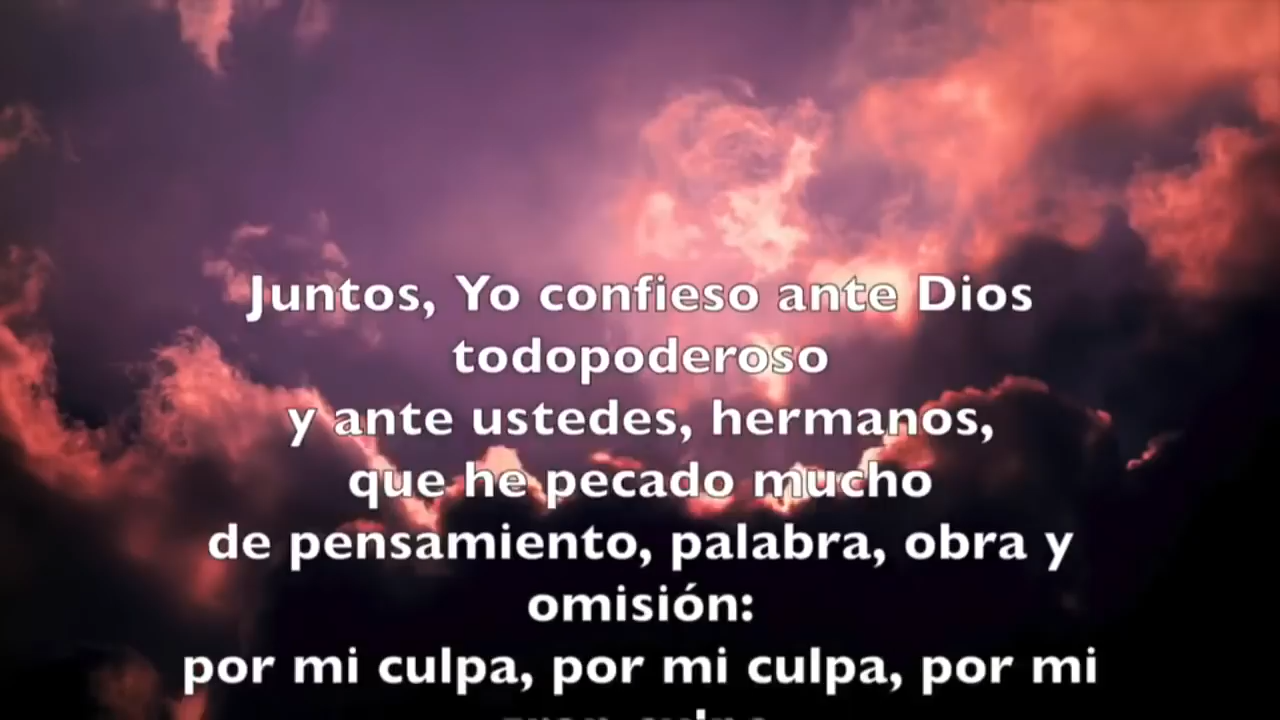 Juntos, Yo confieso ante Dios
todopoderoso
y ante ustedes, hermanos,
que he pecado mucho
de pensamiento, palabra, obra y
omisión:
por mi culpa, por mi culpa, por mi